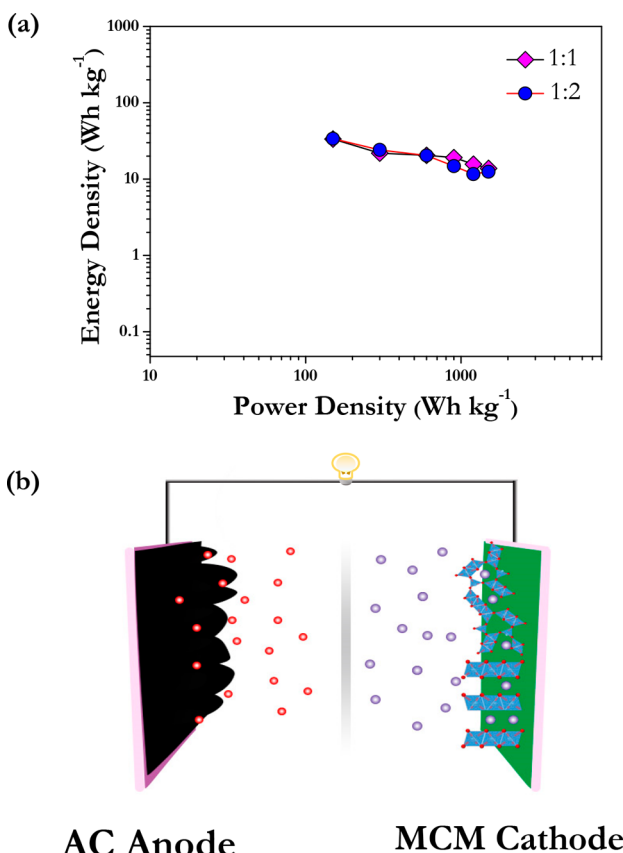 (a)
1000
100
10
1
0.1
Energy Density (Wh kg⁻¹)
1:1
1:2
10
100
1000
Power Density (Wh kg⁻¹)
(b)
AC Anode
MCM Cathode